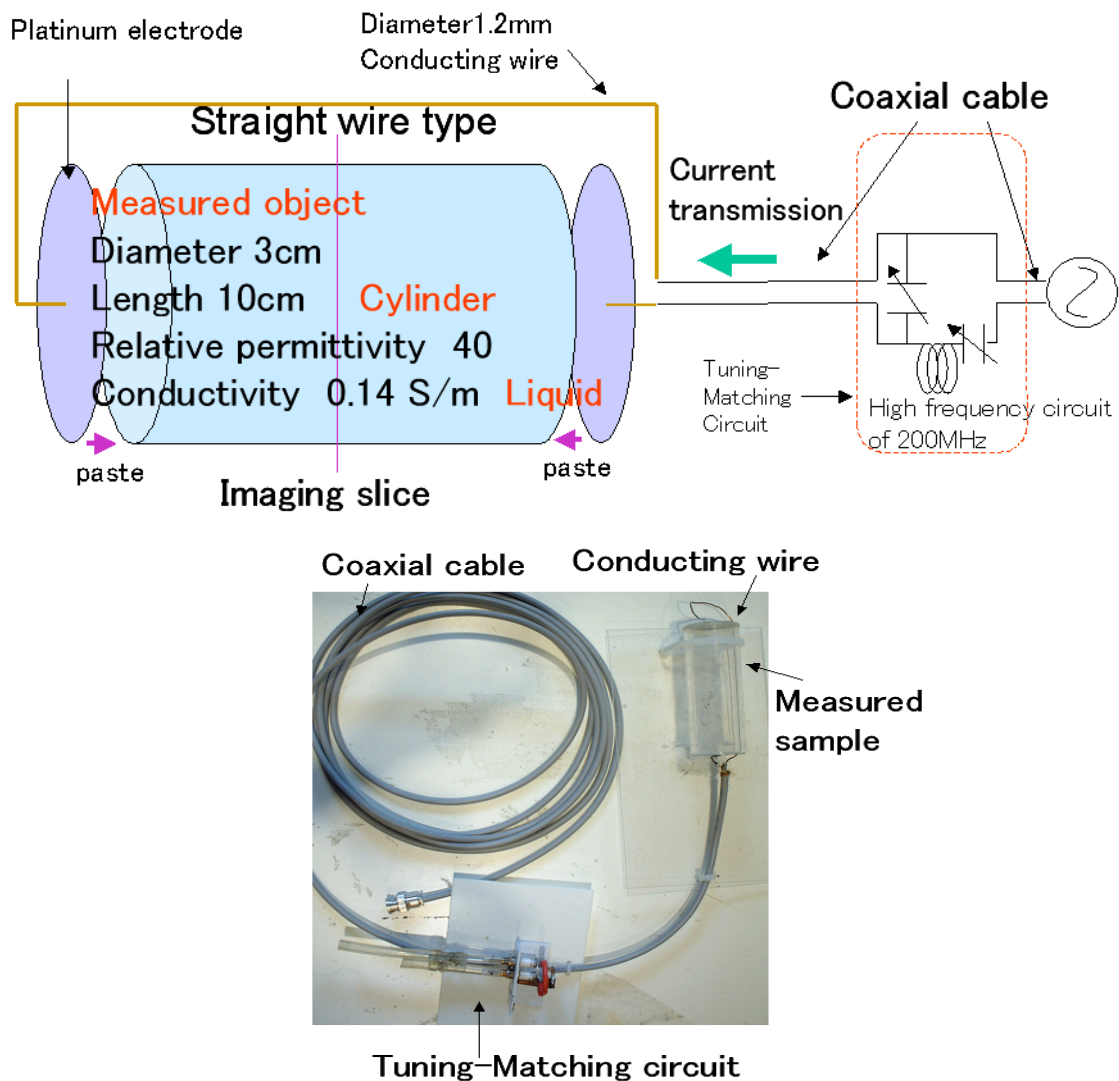 Platinum electrode
Diameter1.2mm
Conducting wire
Coaxial cable
Straight wire type
Current
transmission
Measured object
Diameter 3cm
Length 10cm Cylinder
Relative permittivity 40
Conductivity 0.14 S/m Liquid
Tuning-
Matching
Circuit
High frequency circuit
of 200MHz
paste
paste
Imaging slice
Coaxial cable
Conducting wire
Measured
sample
Tuning-Matching circuit